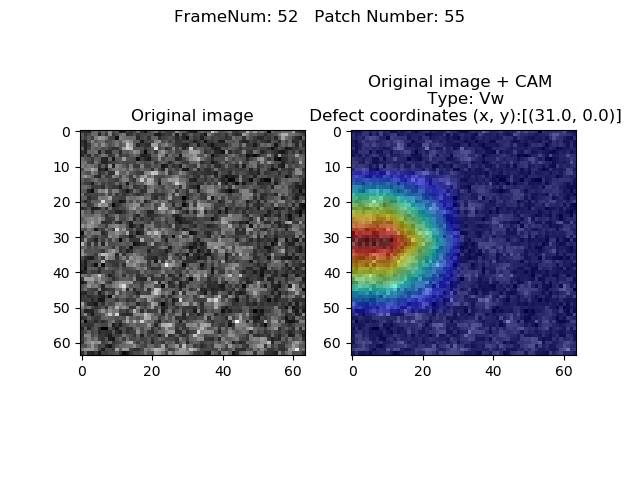 FrameNum: 52   Patch Number: 55
Original image
Original image + CAM
Type: Vw
Defect coordinates (x, y):[(31.0, 0.0)]
0
10
20
30
40
50
60
0 20 40 60
0
10
20
30
40
50
60
0 20 40 60